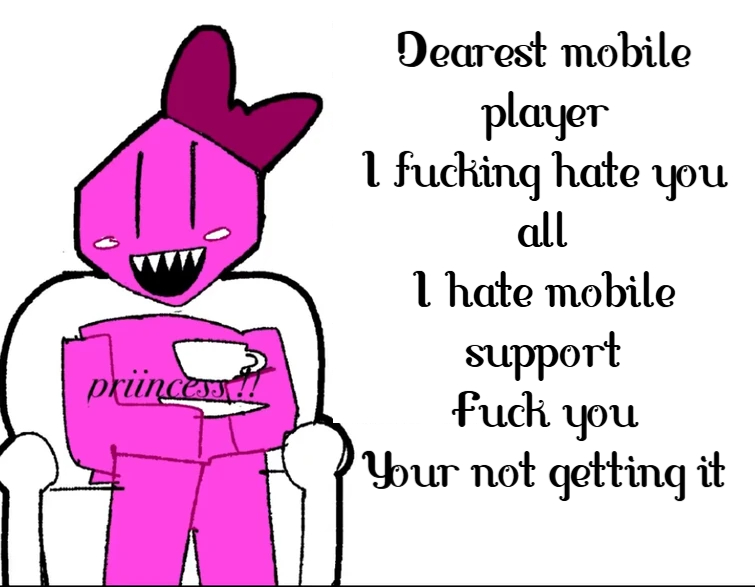 Dearest mobile
player
I fucking hate you
all
I hate mobile
support
Fuck you
Your not getting it
priincess !!